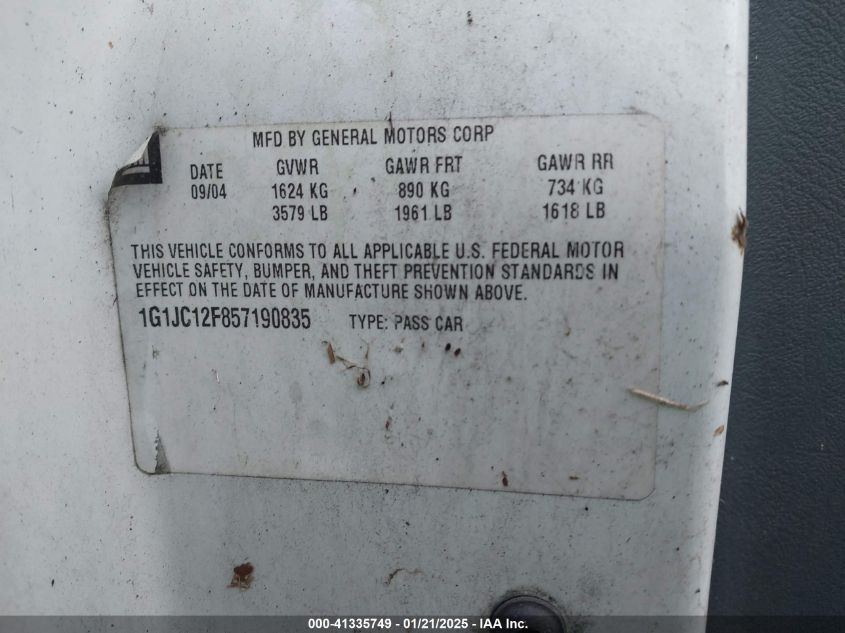 MFD BY GENERAL MOTORS CORP
DATE GVWR GAWR FRT GAWR RR
09/04 1624 KG 890 KG 734 KG
3579 LB 1961 LB 1618 LB
THIS VEHICLE CONFORMS TO ALL APPLICABLE U.S. FEDERAL MOTOR
VEHICLE SAFETY, BUMPER, AND THEFT PREVENTION STANDARDS IN
EFFECT ON THE DATE OF MANUFACTURE SHOWN ABOVE.
1G1JC12F857190835 TYPE: PASS CAR
000-41335749 - 01/21/2025 - IAA Inc.